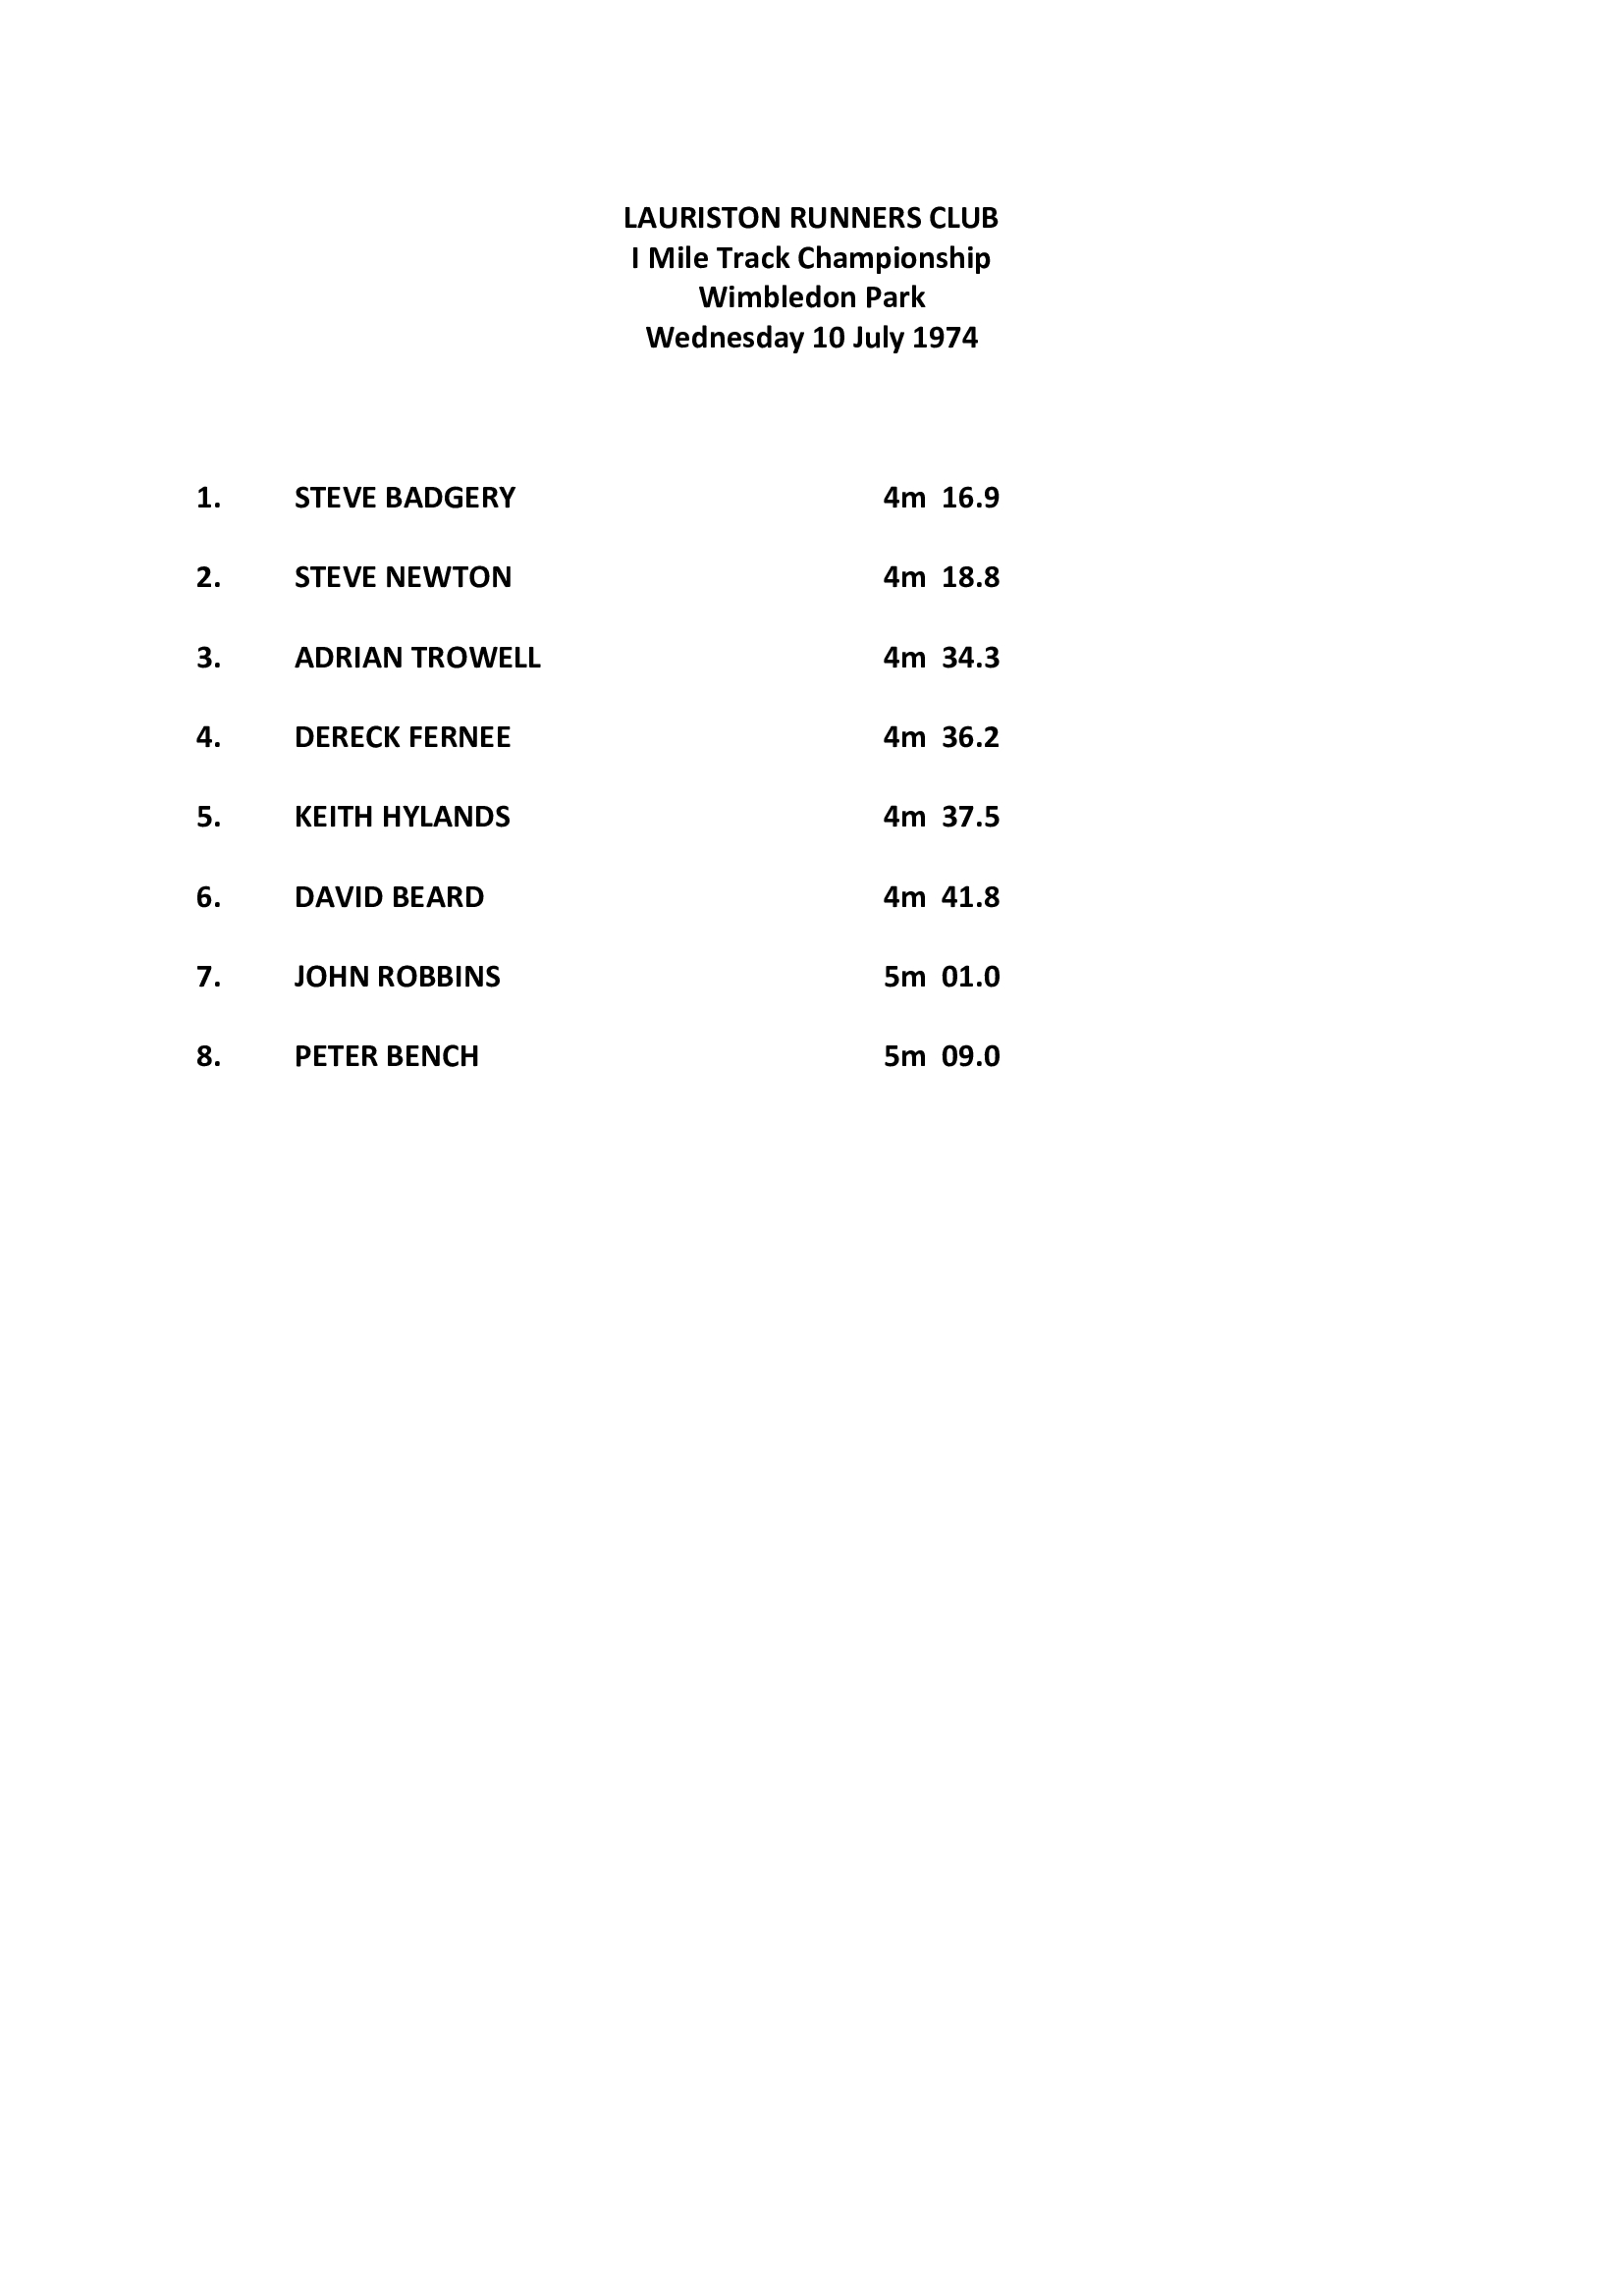 LAURISTON RUNNERS CLUB
I Mile Track Championship
Wimbledon Park
Wednesday 10 July 1974
1. STEVE BADGERY 4m 16.9
2. STEVE NEWTON 4m 18.8
3. ADRIAN TROWELL 4m 34.3
4. DERECK FERNEE 4m 36.2
5. KEITH HYLANDS 4m 37.5
6. DAVID BEARD 4m 41.8
7. JOHN ROBBINS 5m 01.0
8. PETER BENCH 5m 09.0